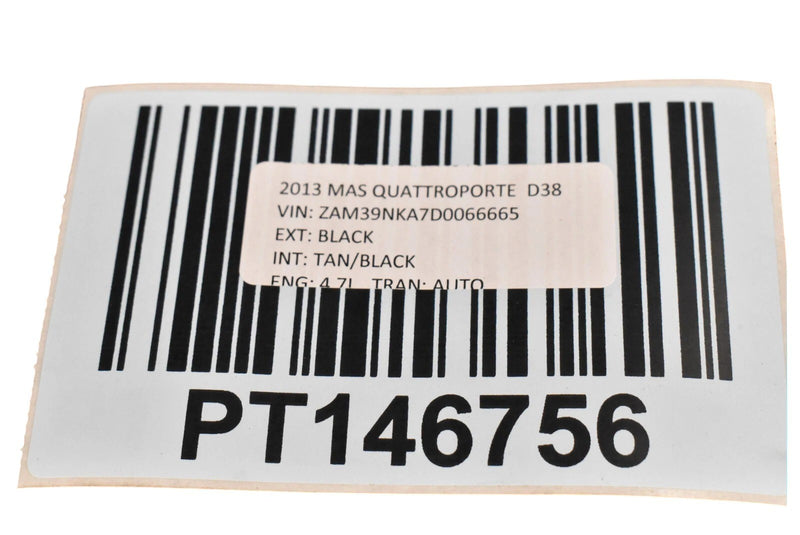 2013 MAS QUATTROPORTE D38
VIN: ZAM39NKA7D0066665
EXT: BLACK
INT: TAN/BLACK
ENG: 4.7L TRAN: AUTO
PT146756